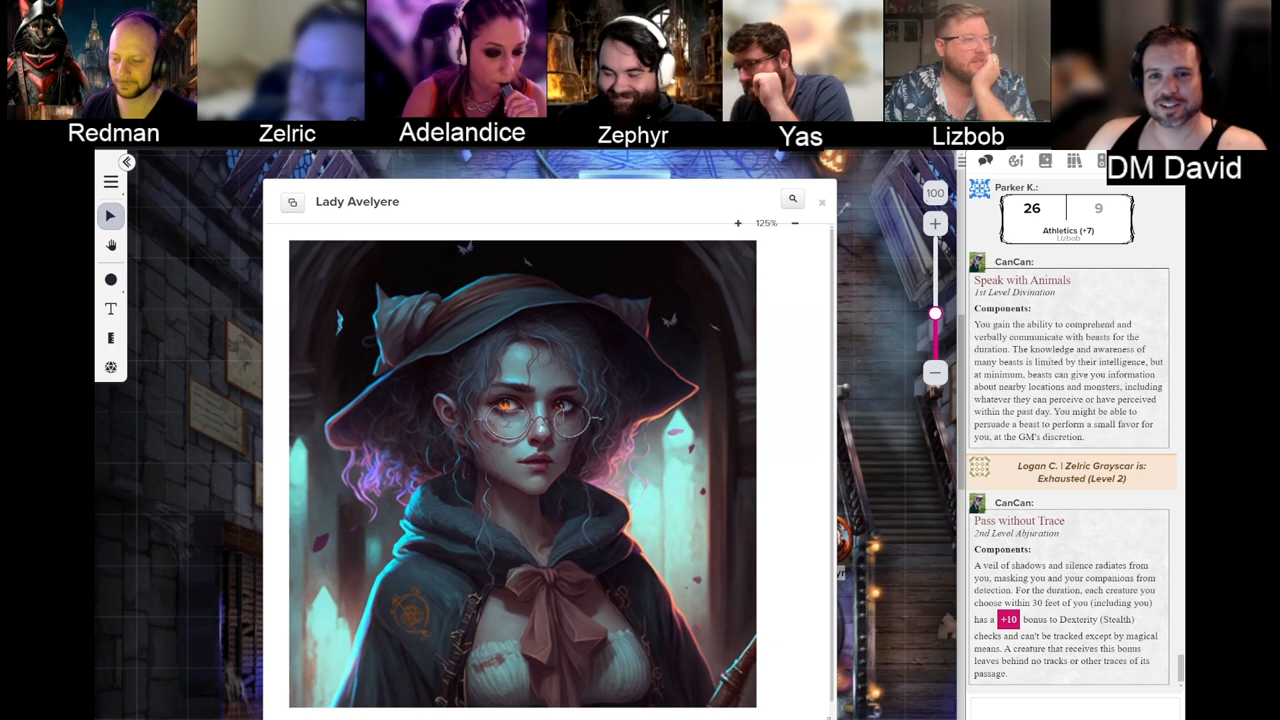 Redman
Zelric
Adelandice
Zephyr
Yas
Lizbob
DM David
Lady Avelyere
125%
100
Parker K.:
26
9
Athletics (+7)
Lizbob
CanCan:
Speak with Animals
1st Level Divination
Components:
You gain the ability to comprehend and
verbally communicate with beasts for the
duration. The knowledge and awareness of
many beasts is limited by their intelligence, but
at minimum, beasts can give you information
about nearby locations and monsters, including
whatever they can perceive or have perceived
within the past day. You might be able to
persuade a beast to perform a small favor for
you, at the GM's discretion.
Logan C. | Zelric Grayscar is:
Exhausted (Level 2)
CanCan:
Pass without Trace
2nd Level Abjuration
Components:
A veil of shadows and silence radiates from
you, masking you and your companions from
detection. For the duration, each creature you
choose within 30 feet of you (including you)
has a +10 bonus to Dexterity (Stealth)
checks and can't be tracked except by magical
means. A creature that receives this bonus
leaves behind no tracks or other traces of its
passage.